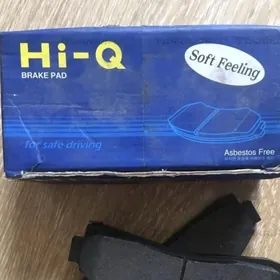 Hi-Q
BRAKE PAD
Soft Feeling
for safe driving
Asbestos Free